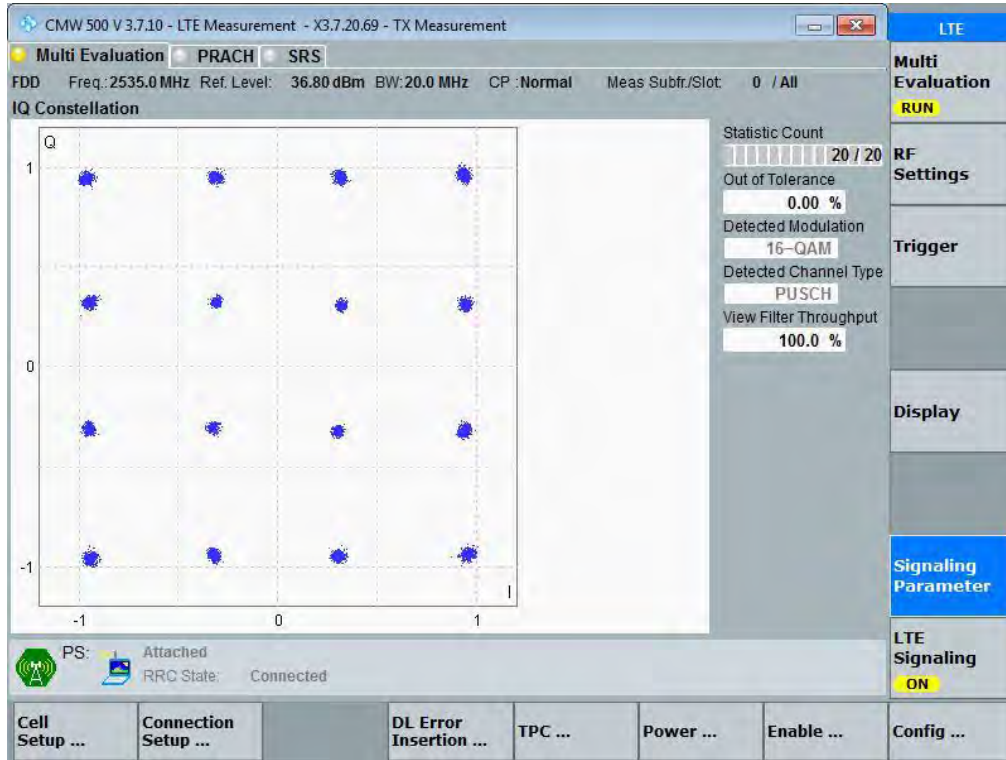 CMW 500 V 3.7.10 - LTE Measurement - X3.7.20.69 - TX Measurement
LTE
Multi Evaluation PRACH SRS
FDD Freq.:2535.0 MHz Ref. Level: 36.80 dBm BW:20.0 MHz CP :Normal Meas Subfr./Slot: 0 / All
IQ Constellation
Q
1
0
-1
-1 0 1
I
Statistic Count
20 / 20
Out of Tolerance
0.00 %
Detected Modulation
16-QAM
Detected Channel Type
PUSCH
View Filter Throughput
100.0 %
Multi
Evaluation
RUN
RF
Settings
Trigger
Display
Signaling
Parameter
LTE
Signaling
ON
PS: Attached
RRC State: Connected
Cell
Setup ...
Connection
Setup ...
DL Error
Insertion ...
TPC ...
Power ...
Enable ...
Config ...